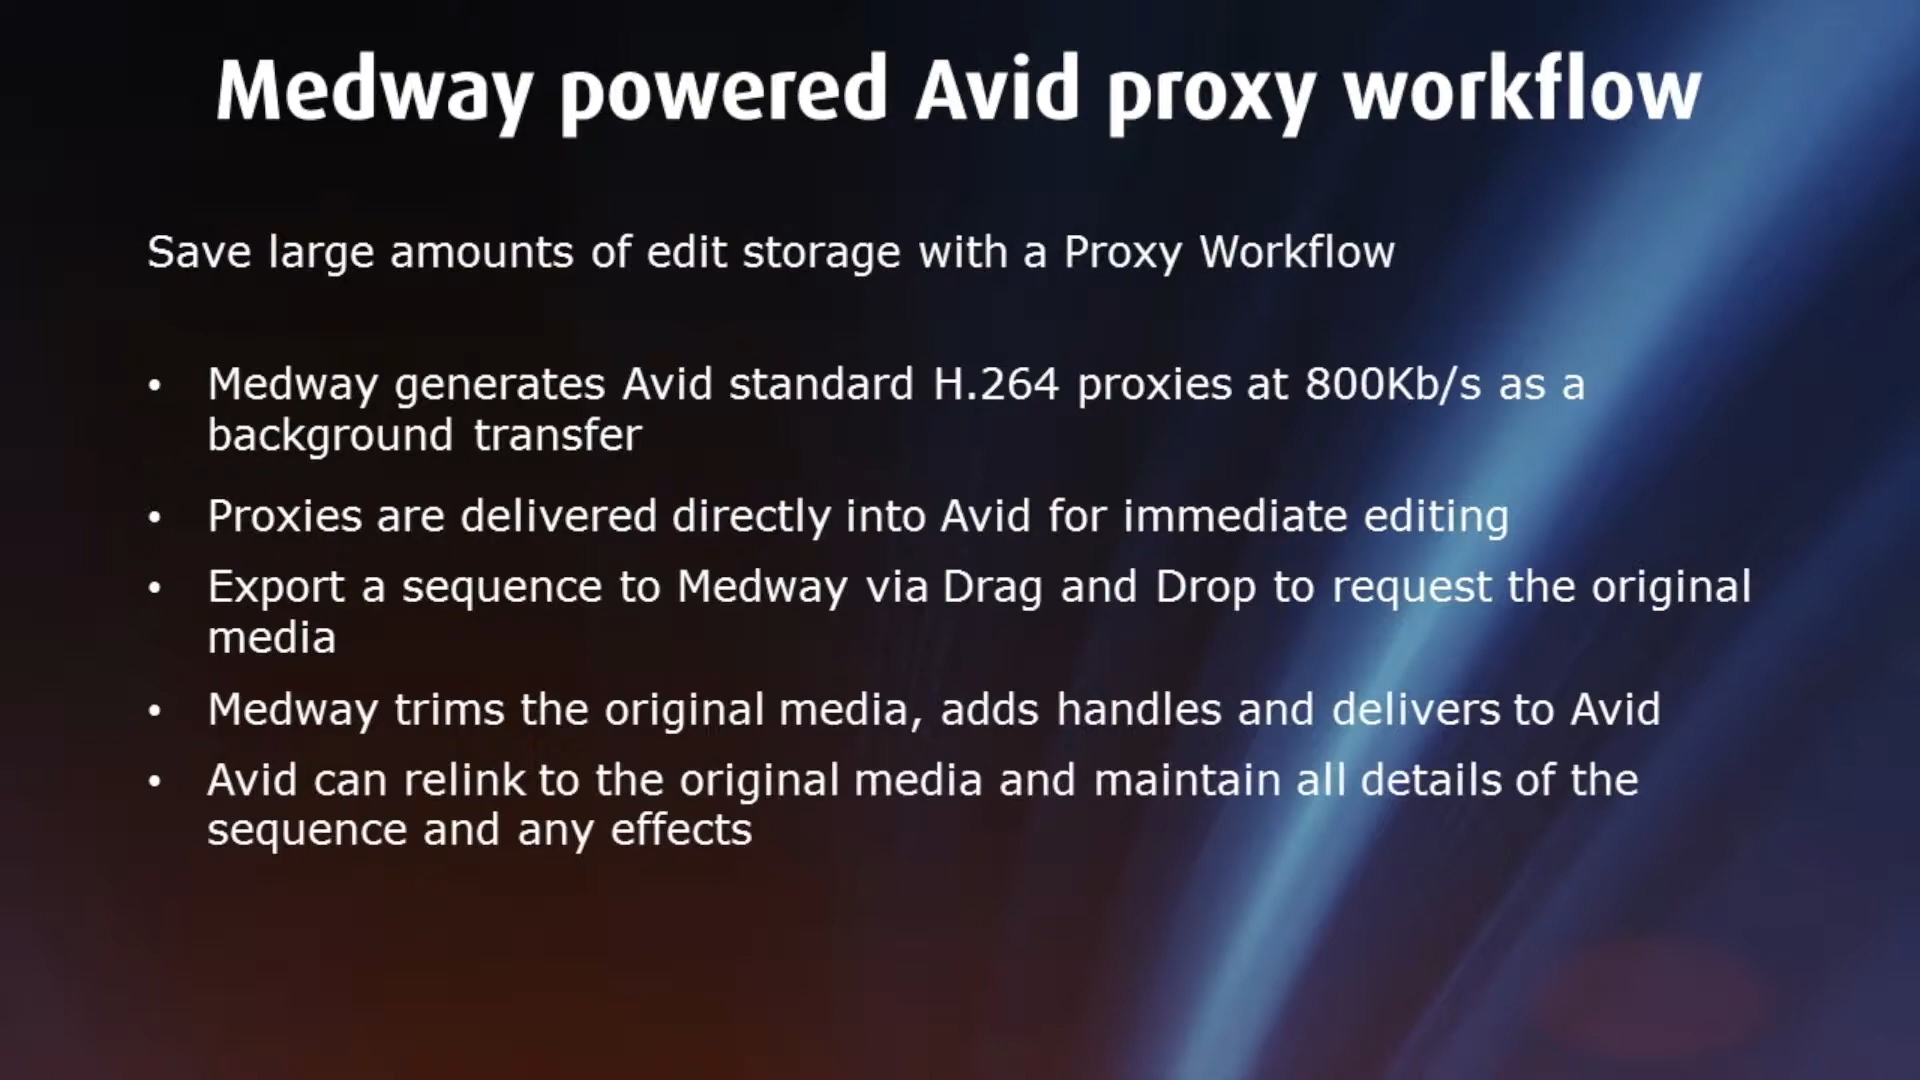 Medway powered Avid proxy workflow
Save large amounts of edit storage with a Proxy Workflow
• Medway generates Avid standard H.264 proxies at 800Kb/s as a
background transfer
• Proxies are delivered directly into Avid for immediate editing
• Export a sequence to Medway via Drag and Drop to request the original
media
• Medway trims the original media, adds handles and delivers to Avid
• Avid can relink to the original media and maintain all details of the
sequence and any effects